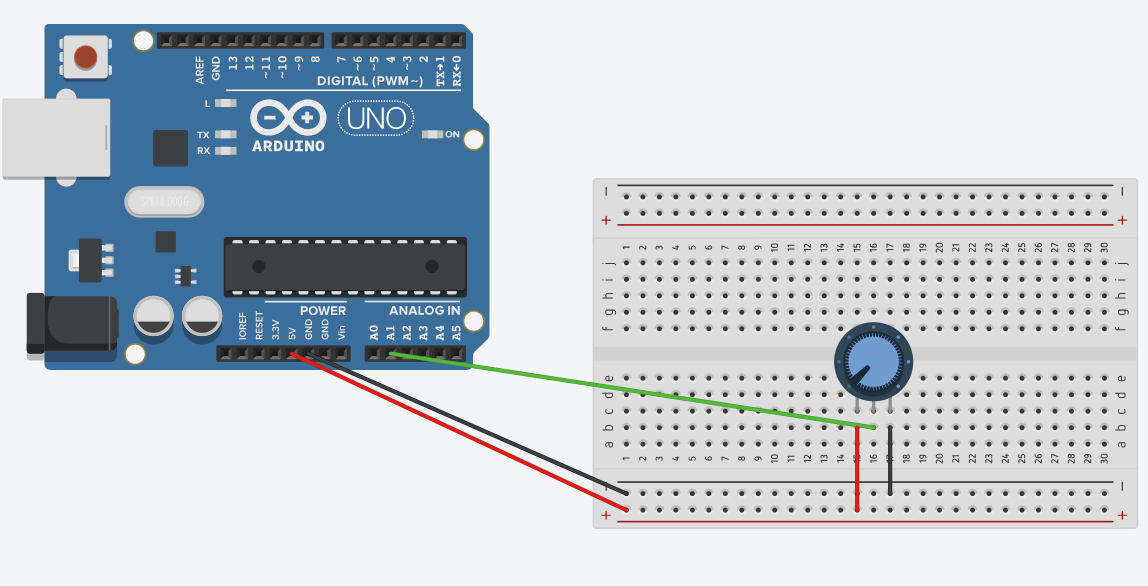 AREF GND 13 12 ~11 ~10 ~9 8 7 ~6 ~5 4 ~3 2 TX→1 RX←0
DIGITAL (PWM~)
L
TX
RX
UNO
ON
ARDUINO
POWER ANALOG IN
IOREF RESET 3.3V 5V GND GND Vin A0 A1 A2 A3 A4 A5
− −
+ +
1 2 3 4 5 6 7 8 9 10 11 12 13 14 15 16 17 18 19 20 21 22 23 24 25 26 27 28 29 30
j j
i i
h h
g g
f f
e e
d d
c c
b b
a a
1 2 3 4 5 6 7 8 9 10 11 12 13 14 15 16 17 18 19 20 21 22 23 24 25 26 27 28 29 30
− −
+ +